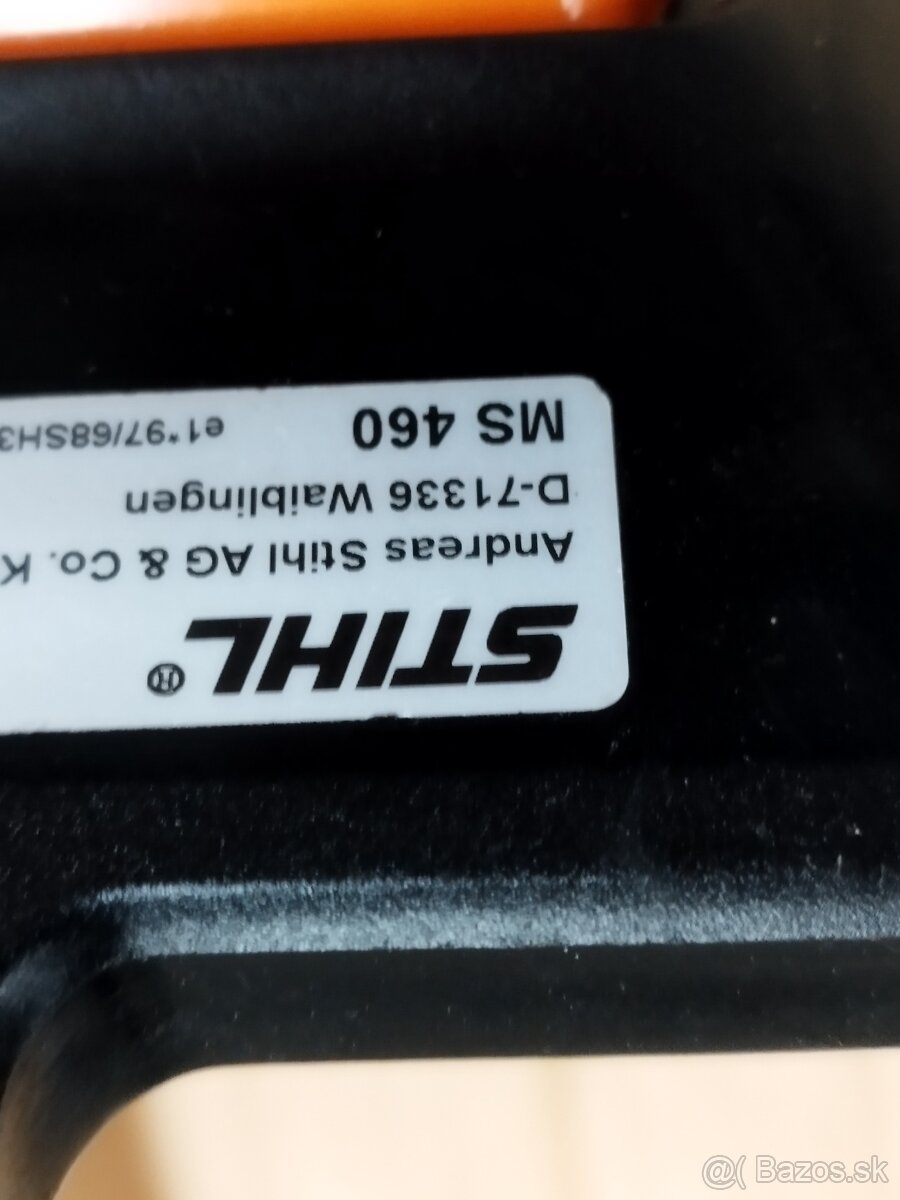 STIHL®
Andreas Stihl AG & Co. K
D-71336 Waiblingen
MS 460 e1*97/68SH3
@( Bazos.sk